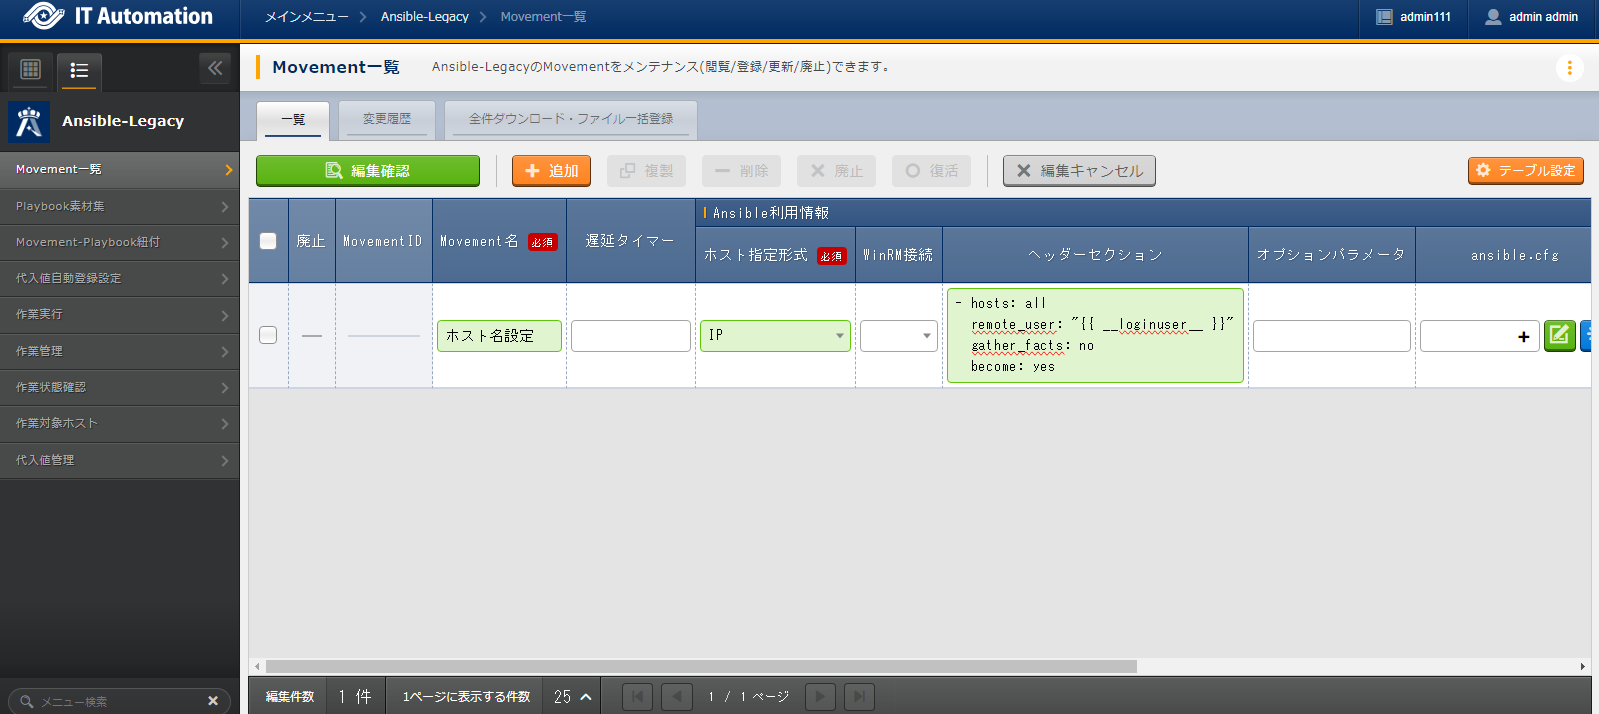 IT Automation
メインメニュー
Ansible-Legacy
Movement一覧
admin111
admin admin
Movement一覧
Ansible-LegacyのMovementをメンテナンス(閲覧/登録/更新/廃止)できます。
Ansible-Legacy
一覧
変更履歴
全件ダウンロード・ファイル一括登録
Movement一覧
Playbook素材集
Movement-Playbook紐付
代入値自動登録設定
作業実行
作業管理
作業状態確認
作業対象ホスト
代入値管理
編集確認
追加
複製
削除
廃止
復活
編集キャンセル
テーブル設定
廃止
MovementID
Movement名 必須
遅延タイマー
Ansible利用情報
ホスト指定形式 必須
WinRM接続
ヘッダーセクション
オプションパラメータ
ansible.cfg
ホスト名設定
IP
- hosts: all
remote_user: "{{ __loginuser__ }}"
gather_facts: no
become: yes
メニュー検索
編集件数
1 件
1ページに表示する件数
25
1 / 1 ページ